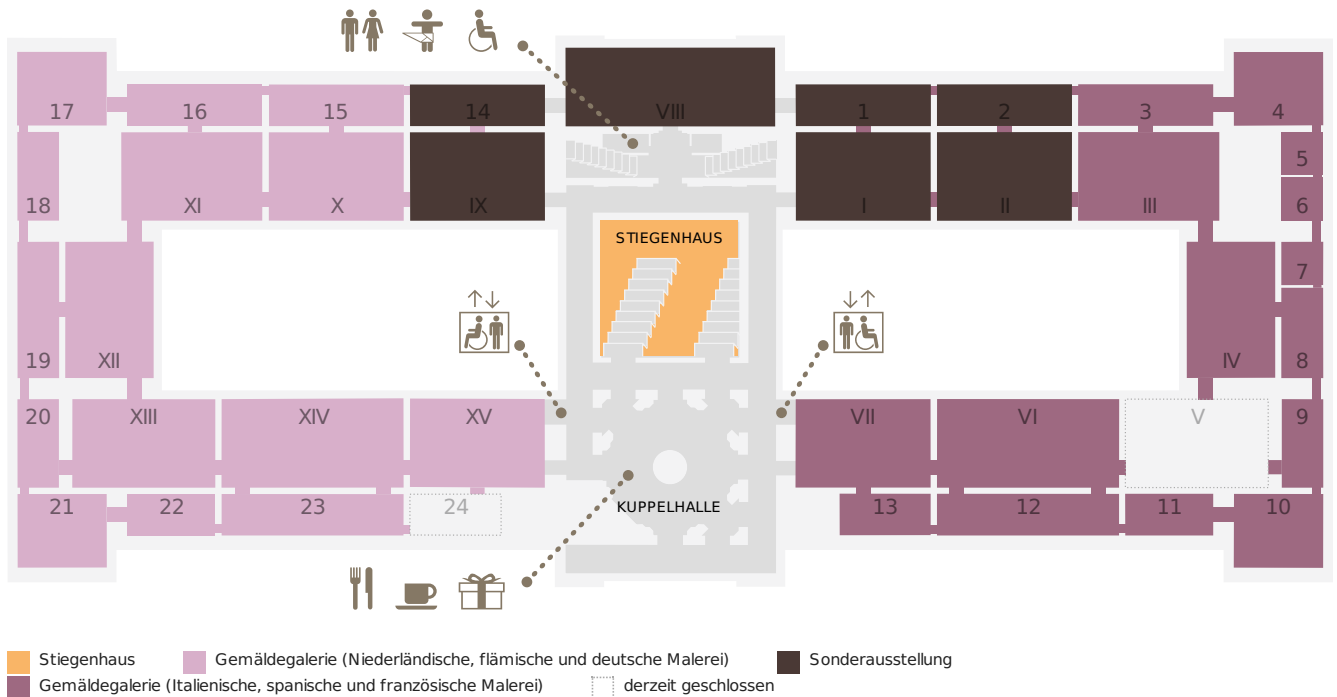 17 16 15 14 VIII 1 2 3 4
5
18 XI X IX I II III 6
STIEGENHAUS
7
19 XII IV 8
20 XIII XIV XV VII VI V 9
21 22 23 24 KUPPELHALLE 13 12 11 10
Stiegenhaus Gemäldegalerie (Niederländische, flämische und deutsche Malerei) Sonderausstellung
Gemäldegalerie (Italienische, spanische und französische Malerei) derzeit geschlossen